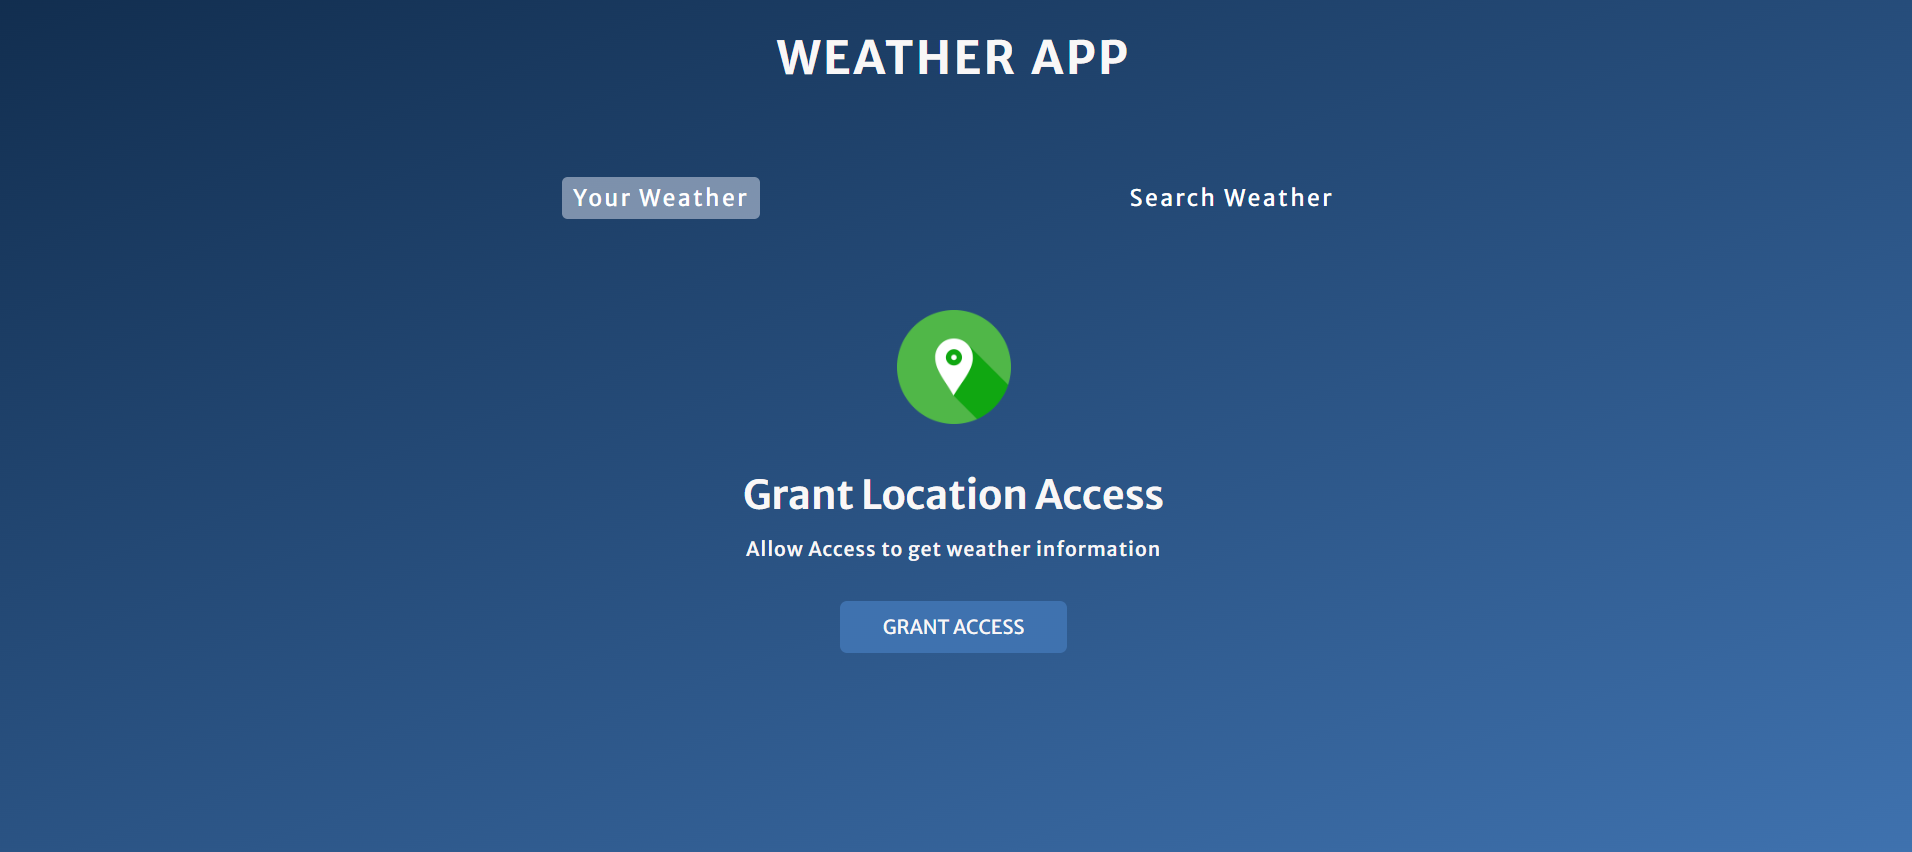 WEATHER APP
Your Weather
Search Weather
Grant Location Access
Allow Access to get weather information
GRANT ACCESS